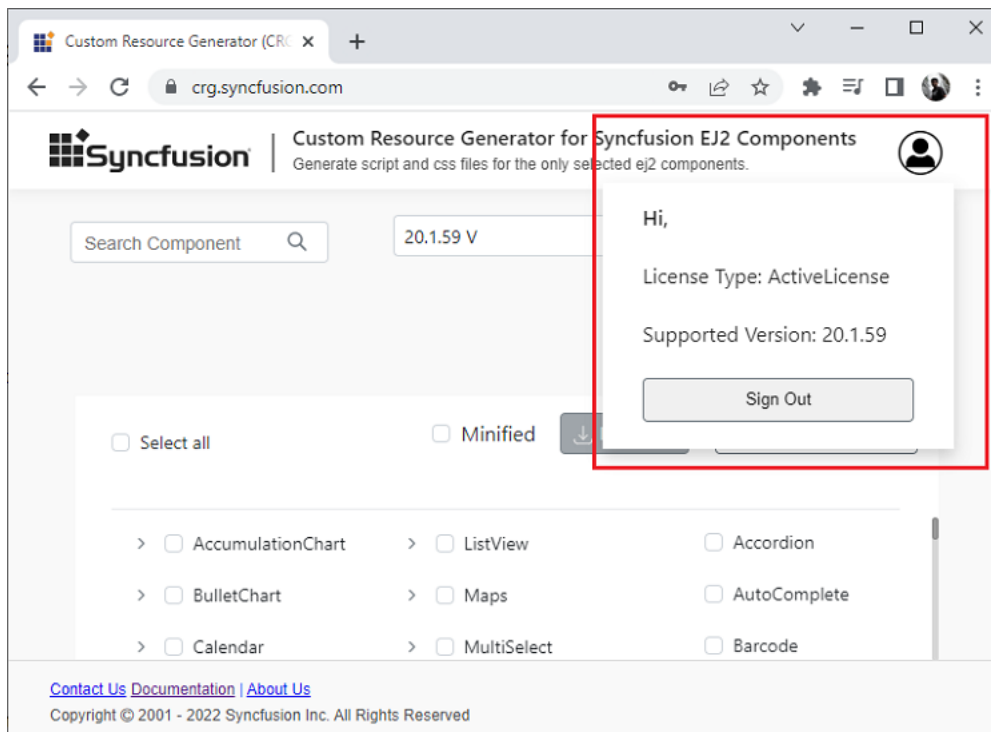 Custom Resource Generator (CRG
crg.syncfusion.com
Syncfusion
Custom Resource Generator for Syncfusion EJ2 Components
Generate script and css files for the only selected ej2 components.
Search Component
20.1.59 V
Hi,
License Type: ActiveLicense
Supported Version: 20.1.59
Sign Out
Select all
Minified
AccumulationChart
ListView
Accordion
BulletChart
Maps
AutoComplete
Calendar
MultiSelect
Barcode
Contact Us Documentation | About Us
Copyright © 2001 - 2022 Syncfusion Inc. All Rights Reserved